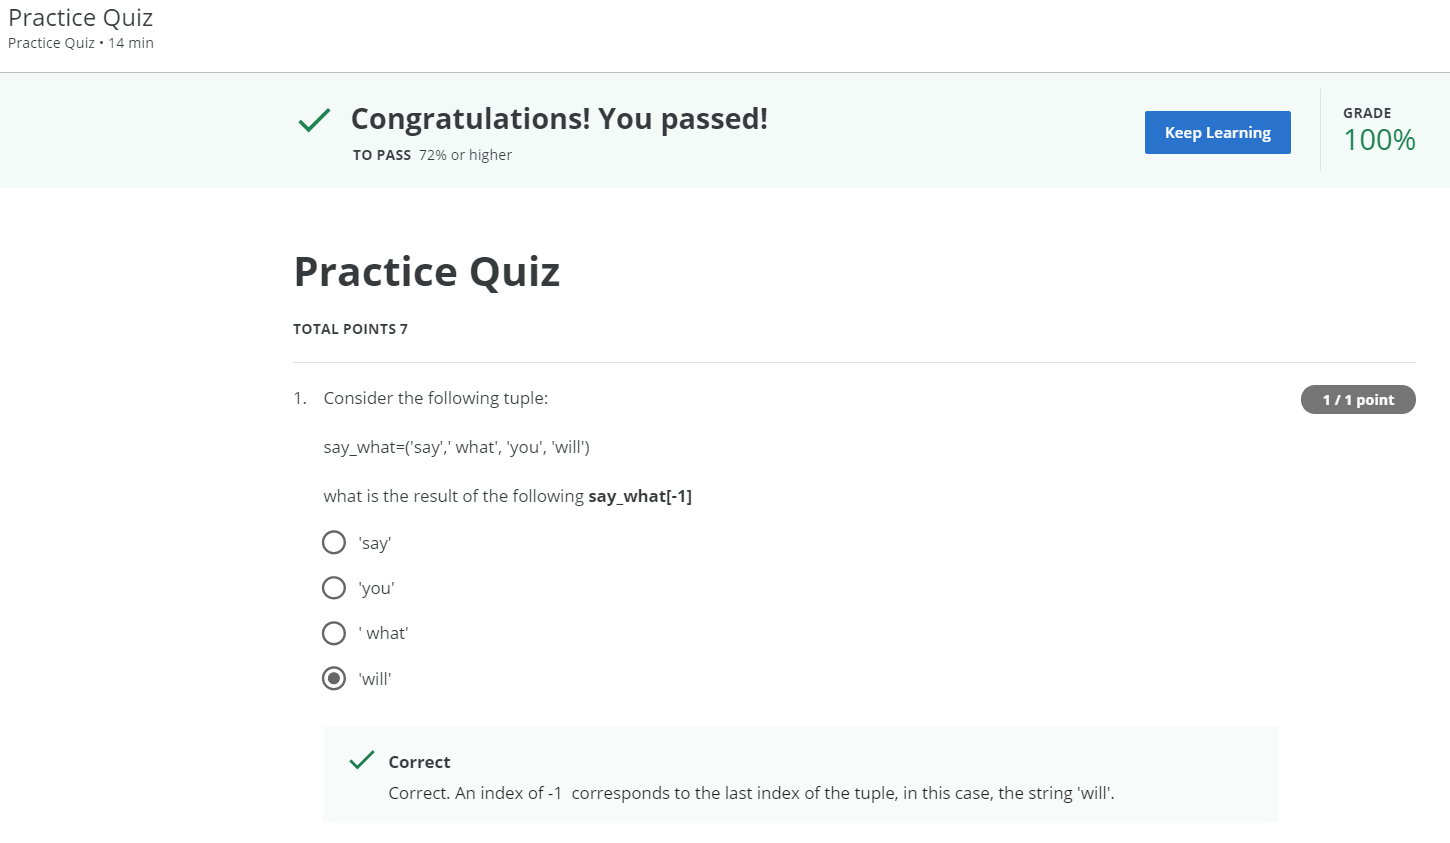 Practice Quiz
Practice Quiz • 14 min
Congratulations! You passed!
TO PASS 72% or higher
Keep Learning
GRADE
100%
Practice Quiz
TOTAL POINTS 7
1. Consider the following tuple:
1 / 1 point
say_what=('say',' what', 'you', 'will')
what is the result of the following say_what[-1]
'say'
'you'
' what'
'will'
Correct
Correct. An index of -1  corresponds to the last index of the tuple, in this case, the string 'will'.